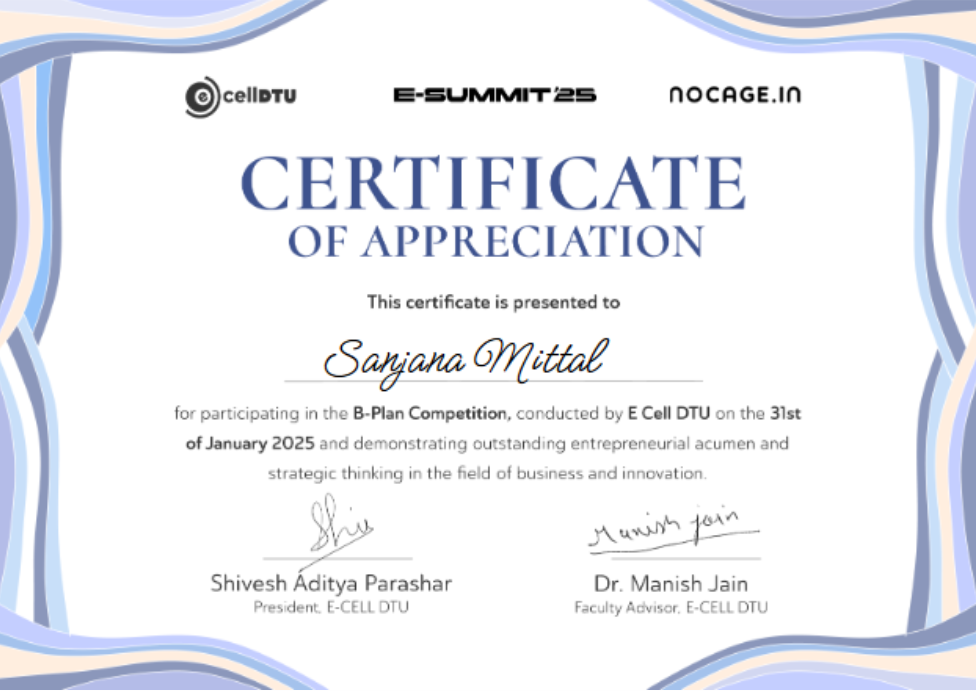 e cellDTU E-SUMMIT'25 NOCAGE.IN
CERTIFICATE
OF APPRECIATION
This certificate is presented to
Sanjana Mittal
for participating in the B-Plan Competition, conducted by E Cell DTU on the 31st
of January 2025 and demonstrating outstanding entrepreneurial acumen and
strategic thinking in the field of business and innovation.
Shiv Manish Jain
Shivesh Aditya Parashar Dr. Manish Jain
President, E-CELL DTU Faculty Advisor, E-CELL DTU